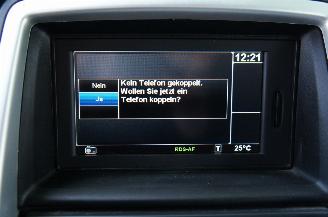 12:21
Nein
Ja
Kein Telefon gekoppelt.
Wollen Sie jetzt ein
Telefon koppeln?
RDS-AF
T
25°C